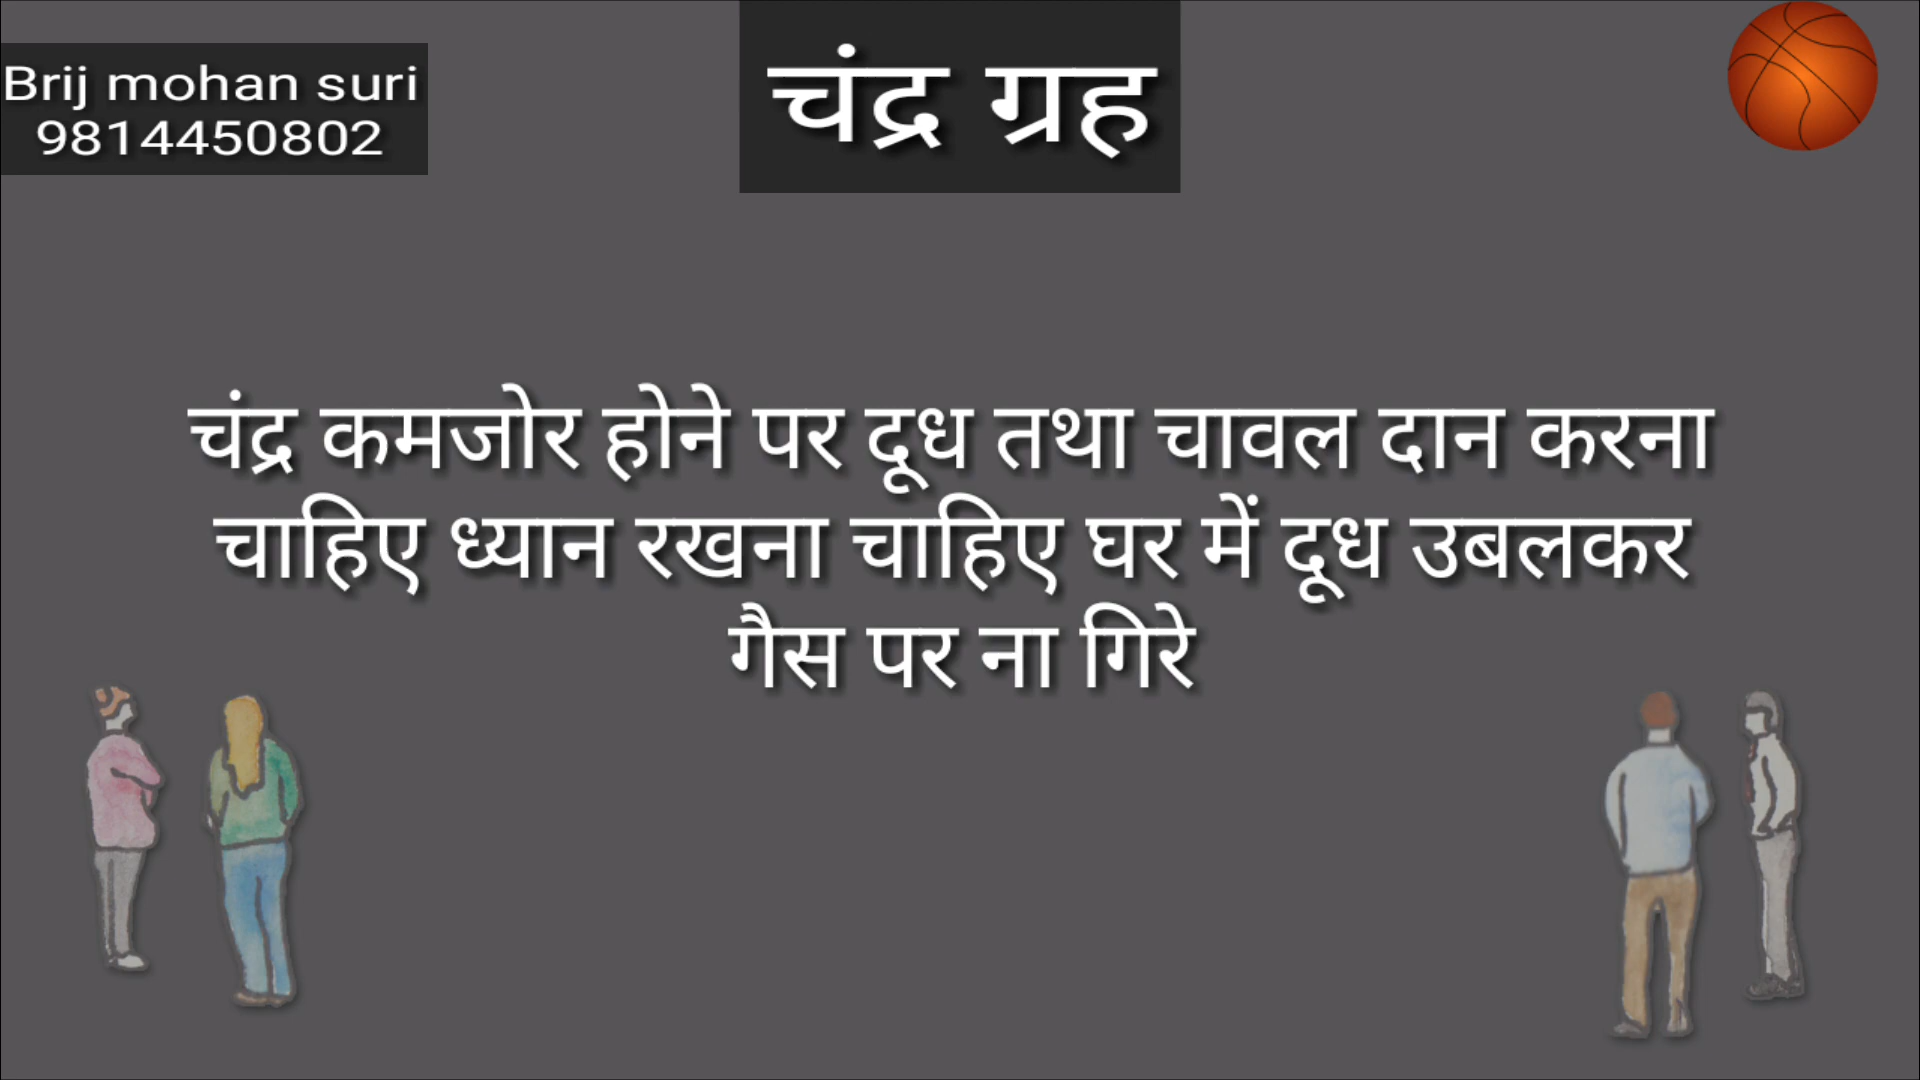 Brij mohan suri
9814450802
चंद्र ग्रह
चंद्र कमजोर होने पर दूध तथा चावल दान करना
चाहिए ध्यान रखना चाहिए घर में दूध उबलकर
गैस पर ना गिरे